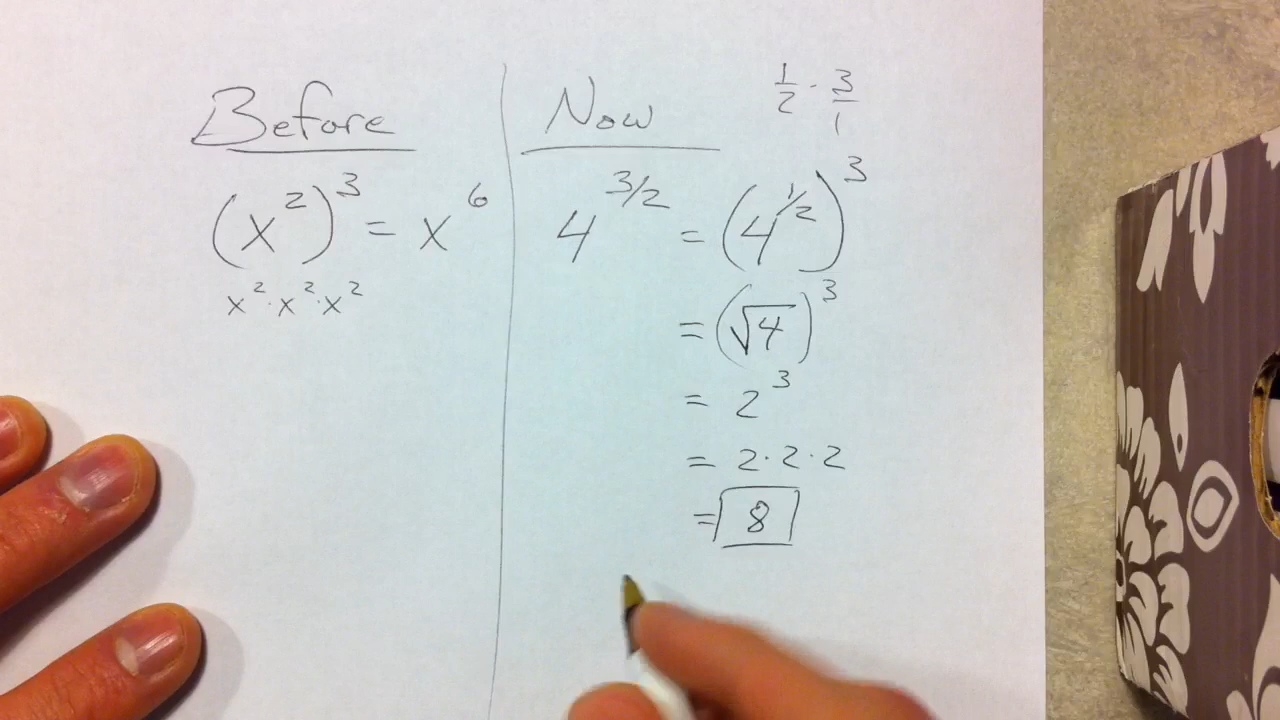 Before
(x²)³ = x⁶
x² · x² · x²
Now
1/2 · 3/1
4^(3/2) = (4^(1/2))³
= (√4)³
= 2³
= 2 · 2 · 2
= 8